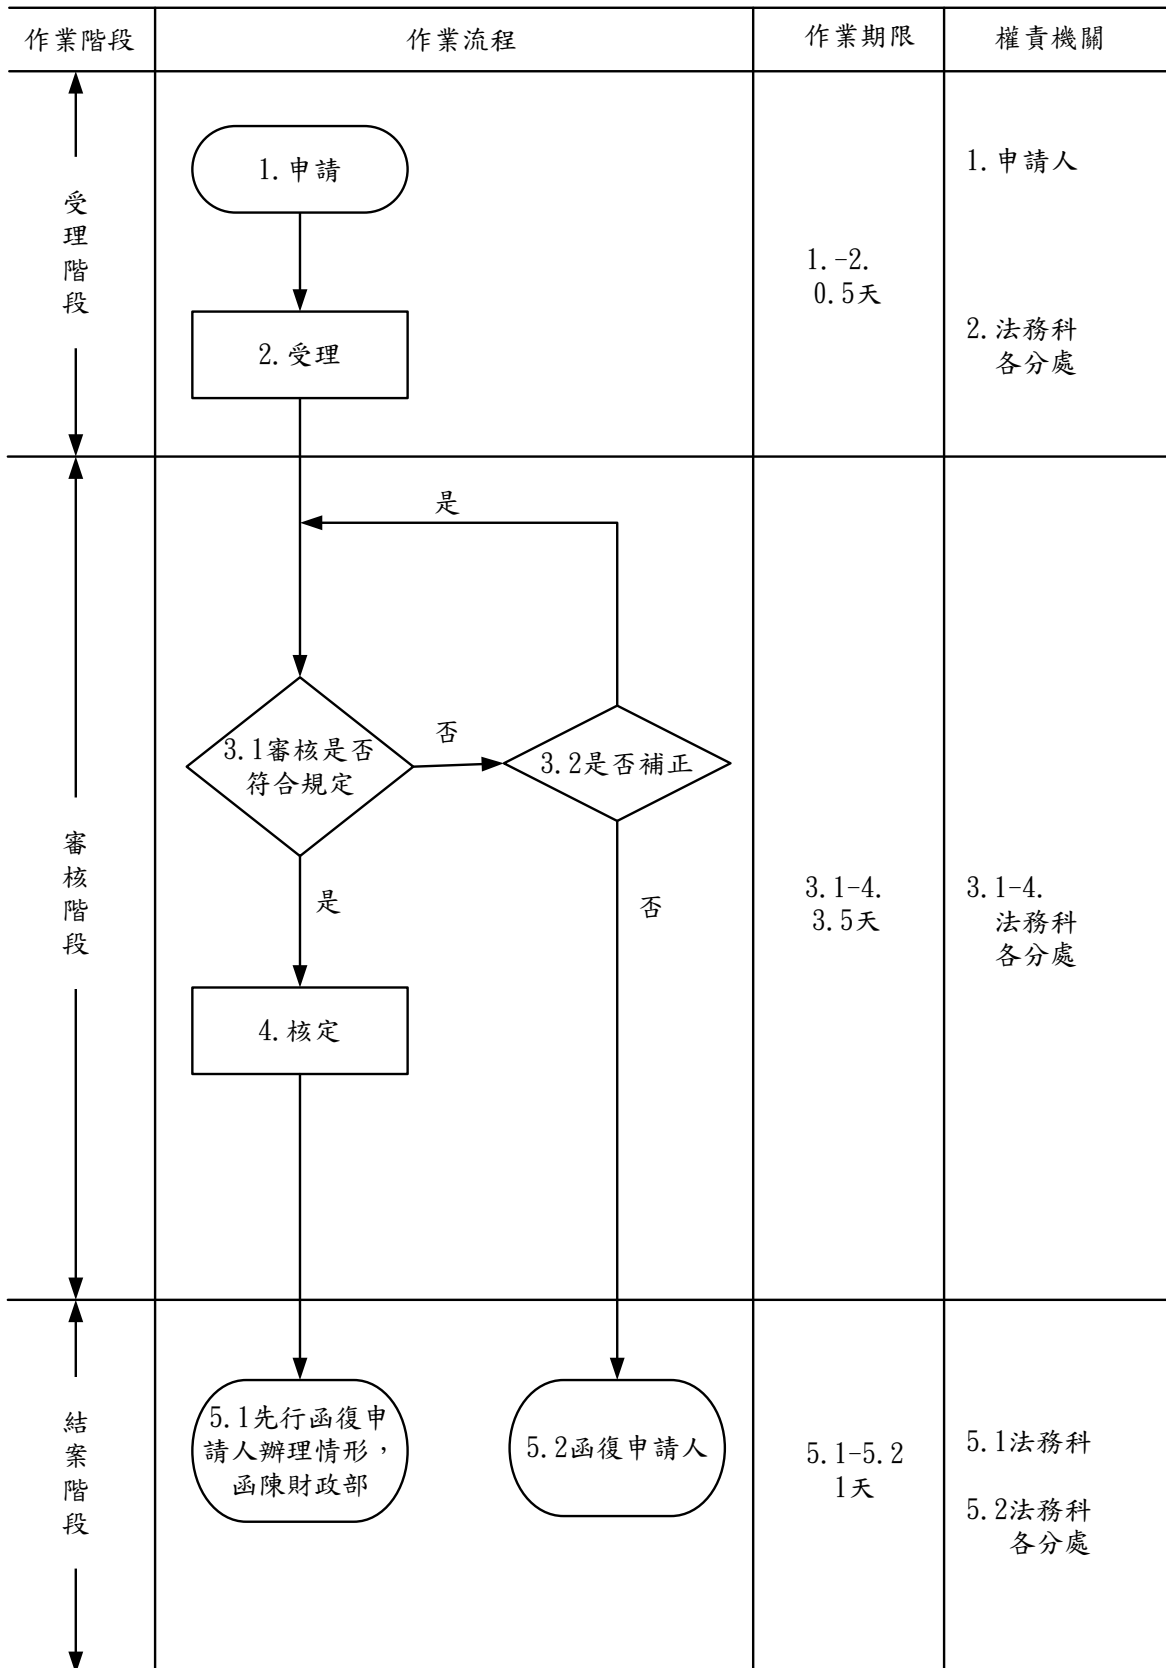 作業階段
作業流程
作業期限
權責機關
受理階段
1.申請
2.受理
1.-2.
0.5天
1.申請人
2.法務科
各分處
審核階段
是
3.1審核是否
符合規定
否
3.2是否補正
是
否
4.核定
3.1-4.
3.5天
3.1-4.
法務科
各分處
結案階段
5.1先行函復申
請人辦理情形，
函陳財政部
5.2函復申請人
5.1-5.2
1天
5.1法務科
5.2法務科
各分處